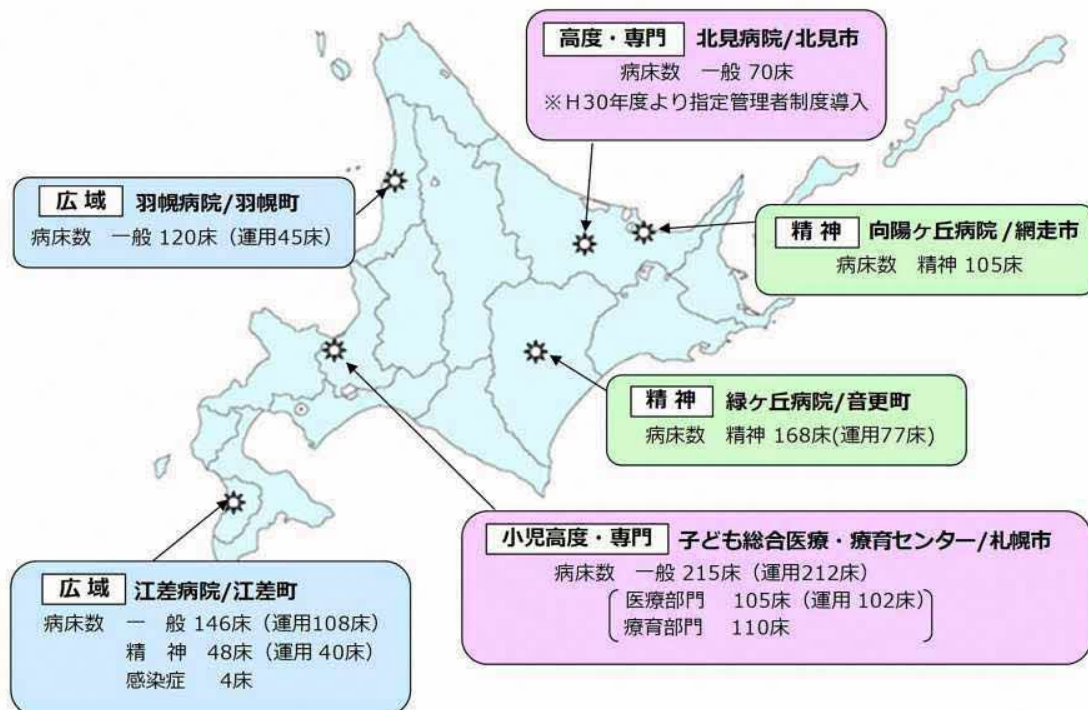 高度・専門 北見病院/北見市
病床数 一般 70床
※H30年度より指定管理者制度導入
広域 羽幌病院/羽幌町
病床数 一般 120床(運用45床)
精神 向陽ヶ丘病院/網走市
病床数 精神 105床
精神 緑ヶ丘病院/音更町
病床数 精神 168床(運用77床)
小児高度・専門 子ども総合医療・療育センター/札幌市
病床数 一般 215床(運用212床)
医療部門 105床(運用 102床)
療育部門 110床
広域 江差病院/江差町
病床数 一 般 146床(運用108床)
精 神 48床(運用 40床)
感染症 4床